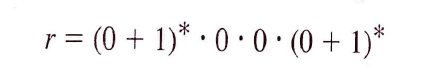 r = (0 + 1)* · 0 · 0 · (0 + 1)*